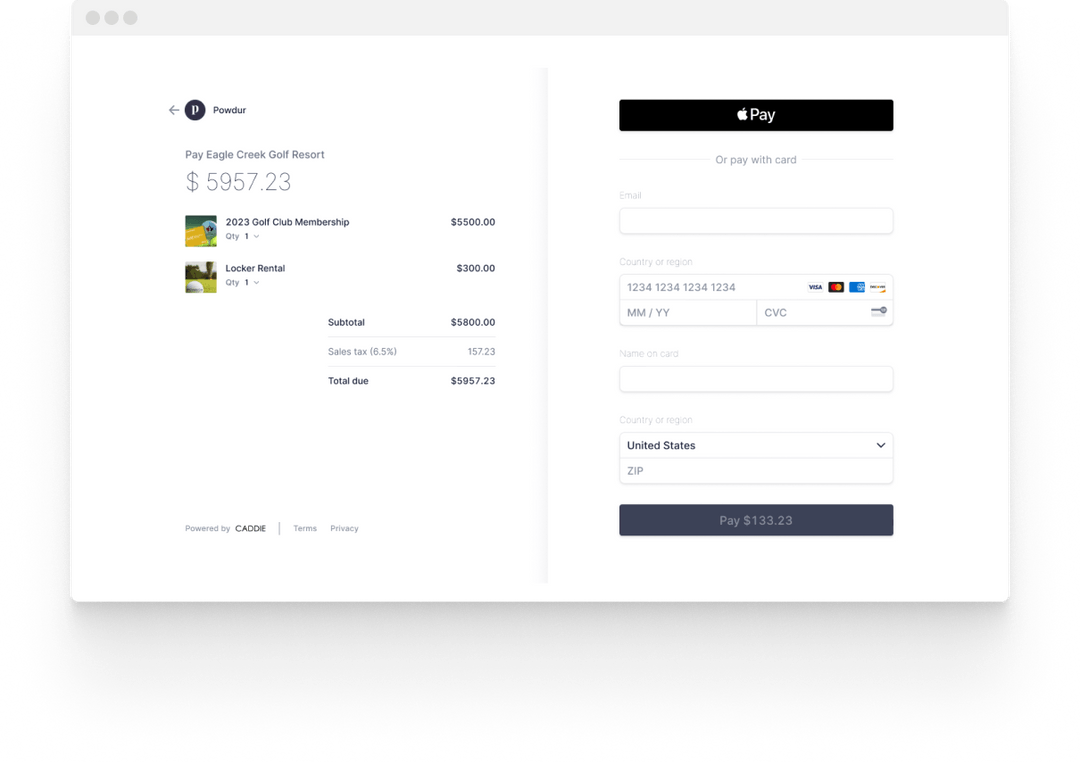 P Powdur
Pay Eagle Creek Golf Resort
$ 5957.23
2023 Golf Club Membership $5500.00
Qty 1
Locker Rental $300.00
Qty 1
Subtotal $5800.00
Sales tax (6.5%) 157.23
Total due $5957.23
Powered by CADDIE Terms Privacy
Pay
Or pay with card
Email
Country or region
1234 1234 1234 1234 VISA
MM / YY CVC
Name on card
Country or region
United States
ZIP
Pay $133.23